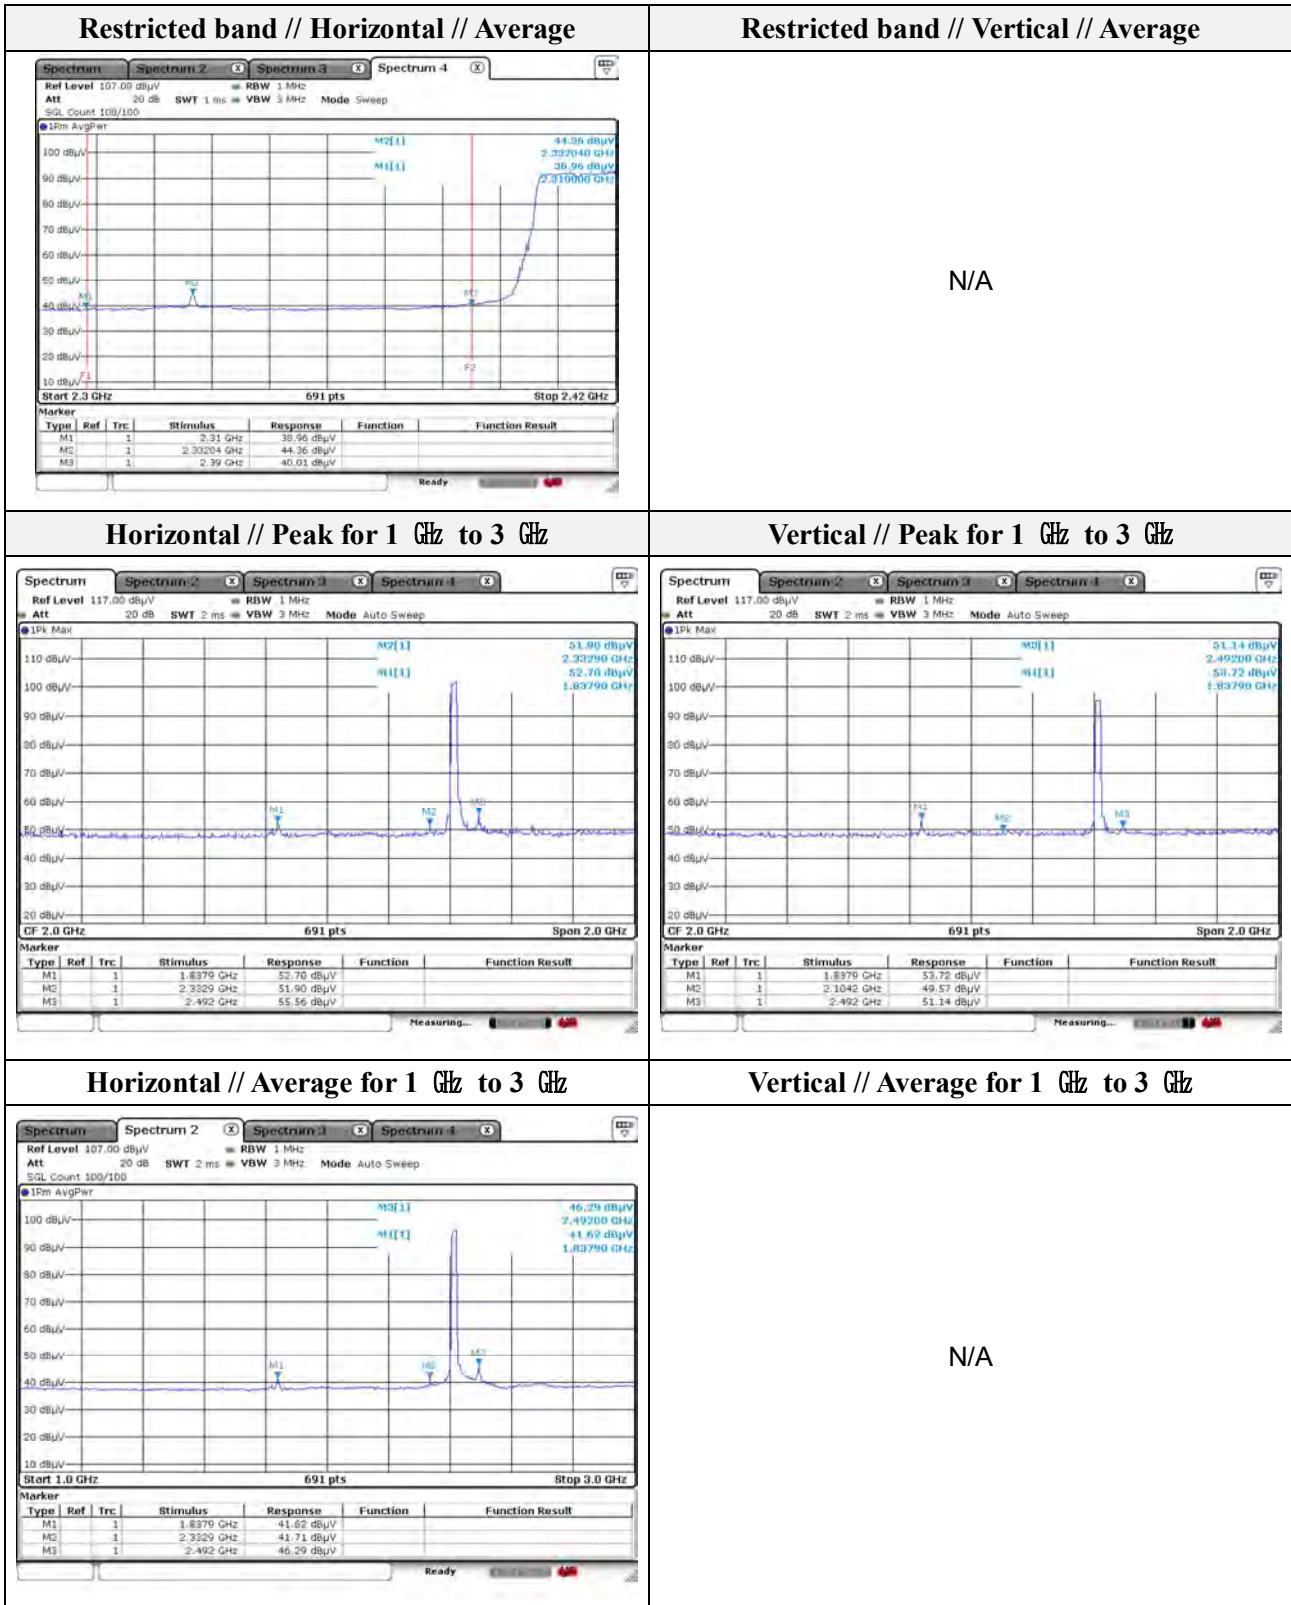 Restricted band // Horizontal // Average
Restricted band // Vertical // Average
Spectrum Spectrum 2 Spectrum 3 Spectrum 4
Ref Level 107.00 dBµV RBW 1 MHz
Att 20 dB SWT 1 ms VBW 3 MHz Mode Sweep
SGL Count 100/100
1Rm AvgPwr
M2[1] 44.36 dBµV
2.332040 GHz
M1[1] 38.96 dBµV
2.310000 GHz
100 dBµV
90 dBµV
80 dBµV
70 dBµV
60 dBµV
50 dBµV
40 dBµV
30 dBµV
20 dBµV
10 dBµV
M1
M2
M3
F1
F2
Start 2.3 GHz 691 pts Stop 2.42 GHz
Marker
Type Ref Trc Stimulus Response Function Function Result
M1 1 2.31 GHz 38.96 dBµV
M2 1 2.33204 GHz 44.36 dBµV
M3 1 2.39 GHz 40.01 dBµV
Ready
N/A
Horizontal // Peak for 1 ㎓ to 3 ㎓
Vertical // Peak for 1 ㎓ to 3 ㎓
Spectrum Spectrum 2 Spectrum 3 Spectrum 4
Ref Level 117.00 dBµV RBW 1 MHz
Att 20 dB SWT 2 ms VBW 3 MHz Mode Auto Sweep
1Pk Max
M2[1] 51.90 dBµV
2.33290 GHz
M1[1] 52.70 dBµV
1.83790 GHz
110 dBµV
100 dBµV
90 dBµV
80 dBµV
70 dBµV
60 dBµV
50 dBµV
40 dBµV
30 dBµV
20 dBµV
M1
M2
M3
CF 2.0 GHz 691 pts Span 2.0 GHz
Marker
Type Ref Trc Stimulus Response Function Function Result
M1 1 1.8379 GHz 52.70 dBµV
M2 1 2.3329 GHz 51.90 dBµV
M3 1 2.492 GHz 55.56 dBµV
Measuring...
Spectrum Spectrum 2 Spectrum 3 Spectrum 4
Ref Level 117.00 dBµV RBW 1 MHz
Att 20 dB SWT 2 ms VBW 3 MHz Mode Auto Sweep
1Pk Max
M3[1] 51.14 dBµV
2.49200 GHz
M1[1] 53.72 dBµV
1.83790 GHz
110 dBµV
100 dBµV
90 dBµV
80 dBµV
70 dBµV
60 dBµV
50 dBµV
40 dBµV
30 dBµV
20 dBµV
M1
M2
M3
CF 2.0 GHz 691 pts Span 2.0 GHz
Marker
Type Ref Trc Stimulus Response Function Function Result
M1 1 1.8379 GHz 53.72 dBµV
M2 1 2.1042 GHz 49.57 dBµV
M3 1 2.492 GHz 51.14 dBµV
Measuring...
Horizontal // Average for 1 ㎓ to 3 ㎓
Vertical // Average for 1 ㎓ to 3 ㎓
Spectrum Spectrum 2 Spectrum 3 Spectrum 4
Ref Level 107.00 dBµV RBW 1 MHz
Att 20 dB SWT 2 ms VBW 3 MHz Mode Auto Sweep
SGL Count 100/100
1Rm AvgPwr
M3[1] 46.29 dBµV
2.49200 GHz
M1[1] 41.62 dBµV
1.83790 GHz
100 dBµV
90 dBµV
80 dBµV
70 dBµV
60 dBµV
50 dBµV
40 dBµV
30 dBµV
20 dBµV
10 dBµV
M1
M2
M3
Start 1.0 GHz 691 pts Stop 3.0 GHz
Marker
Type Ref Trc Stimulus Response Function Function Result
M1 1 1.8379 GHz 41.62 dBµV
M2 1 2.3329 GHz 41.71 dBµV
M3 1 2.492 GHz 46.29 dBµV
Ready
N/A